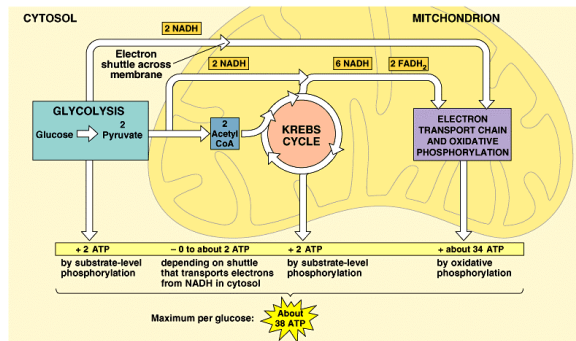 CYTOSOL
MITCHONDRION
2 NADH
Electron
shuttle across
membrane
2 NADH
6 NADH
2 FADH₂
GLYCOLYSIS
2
Glucose Pyruvate
2
Acetyl
CoA
KREBS
CYCLE
ELECTRON
TRANSPORT CHAIN
AND OXIDATIVE
PHOSPHORYLATION
+ 2 ATP
by substrate-level
phosphorylation
– 0 to about 2 ATP
depending on shuttle
that transports electrons
from NADH in cytosol
+ 2 ATP
by substrate-level
phosphorylation
+ about 34 ATP
by oxidative
phosphorylation
Maximum per glucose:
About
38 ATP